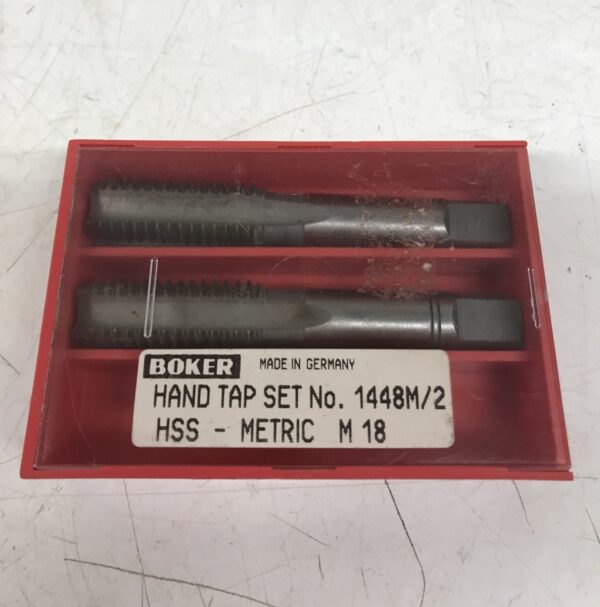 BOKER MADE IN GERMANY
HAND TAP SET No. 1448M/2
HSS - METRIC M 18